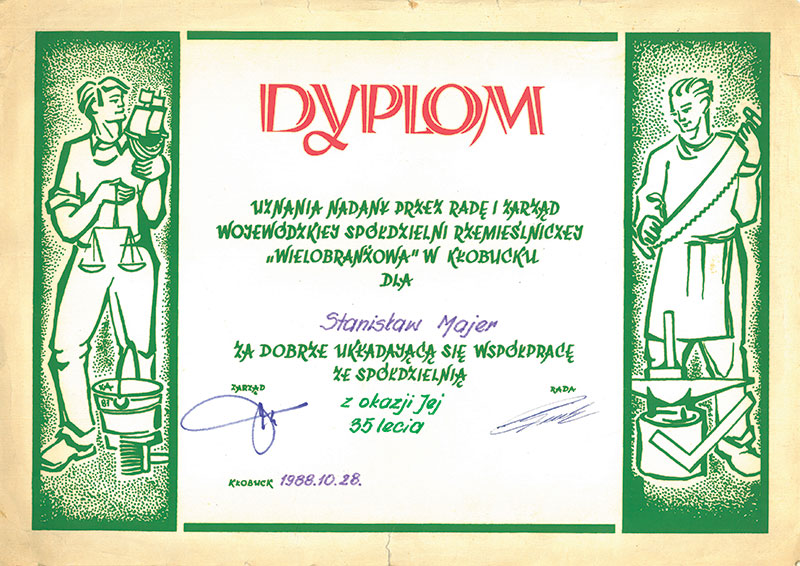 DYPLOM
UZNANIA NADANY PRZEZ RADĘ I ZARZĄD
WOJEWÓDZKIEJ SPÓŁDZIELNI RZEMIEŚLNICZEJ
„WIELOBRANŻOWA" W KŁOBUCKU
DLA
Stanisław Majer
ZA DOBRZE UKŁADAJĄCĄ SIĘ WSPÓŁPRACĘ
ZE SPÓŁDZIELNIĄ
ZARZĄD
RADA
z okazji Jej
35 lecia
KŁOBUCK 1988.10.28.